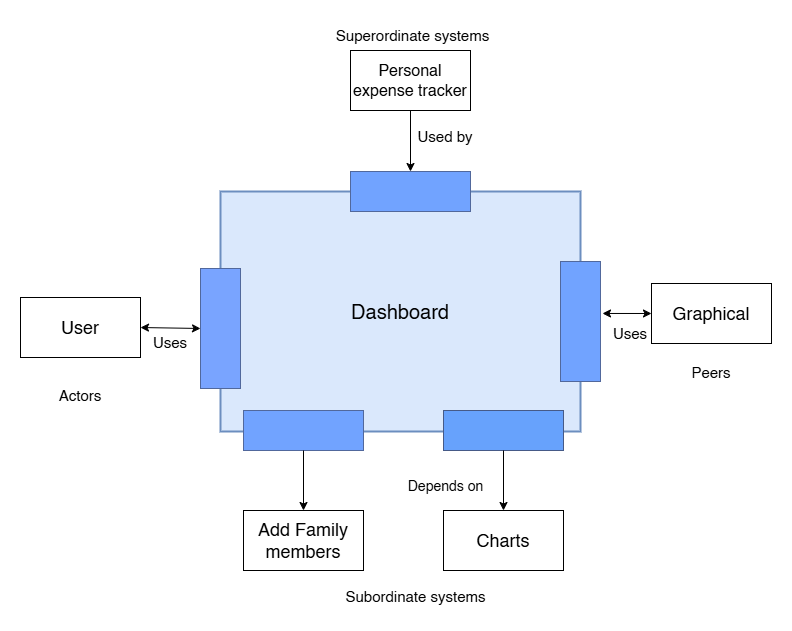 Superordinate systems
Personal
expense tracker
Used by
Dashboard
User
Uses
Actors
Graphical
Uses
Peers
Depends on
Add Family
members
Charts
Subordinate systems